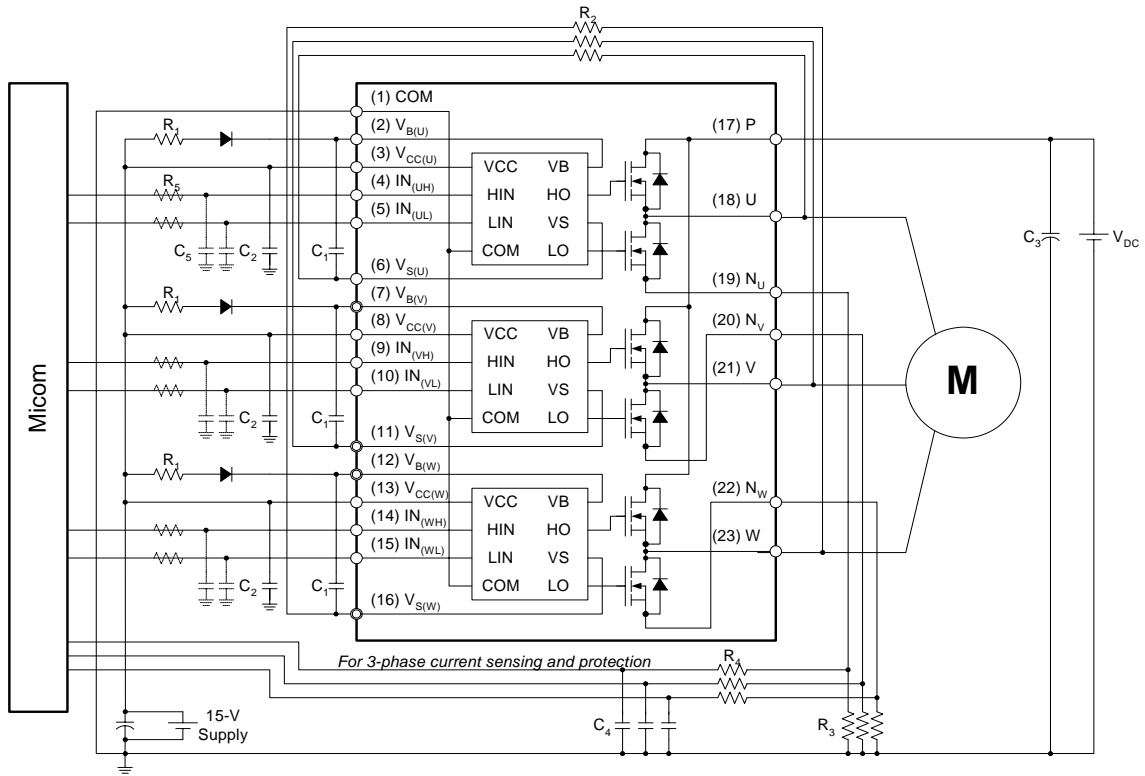 R2
(1) COM
R1
(2) VB(U)
(3) VCC(U)
R5
(4) IN(UH)
(5) IN(UL)
C5
C2
C1
(6) VS(U)
VCC VB
HIN HO
LIN VS
COM LO
(17) P
(18) U
(19) NU
C3
VDC
R1
(7) VB(V)
(8) VCC(V)
(9) IN(VH)
(10) IN(VL)
C2
C1
(11) VS(V)
VCC VB
HIN HO
LIN VS
COM LO
(20) NV
(21) V
M
Micom
R1
(12) VB(W)
(13) VCC(W)
(14) IN(WH)
(15) IN(WL)
C2
C1
(16) VS(W)
VCC VB
HIN HO
LIN VS
COM LO
(22) NW
(23) W
For 3-phase current sensing and protection
R4
15-V
Supply
C4
R3